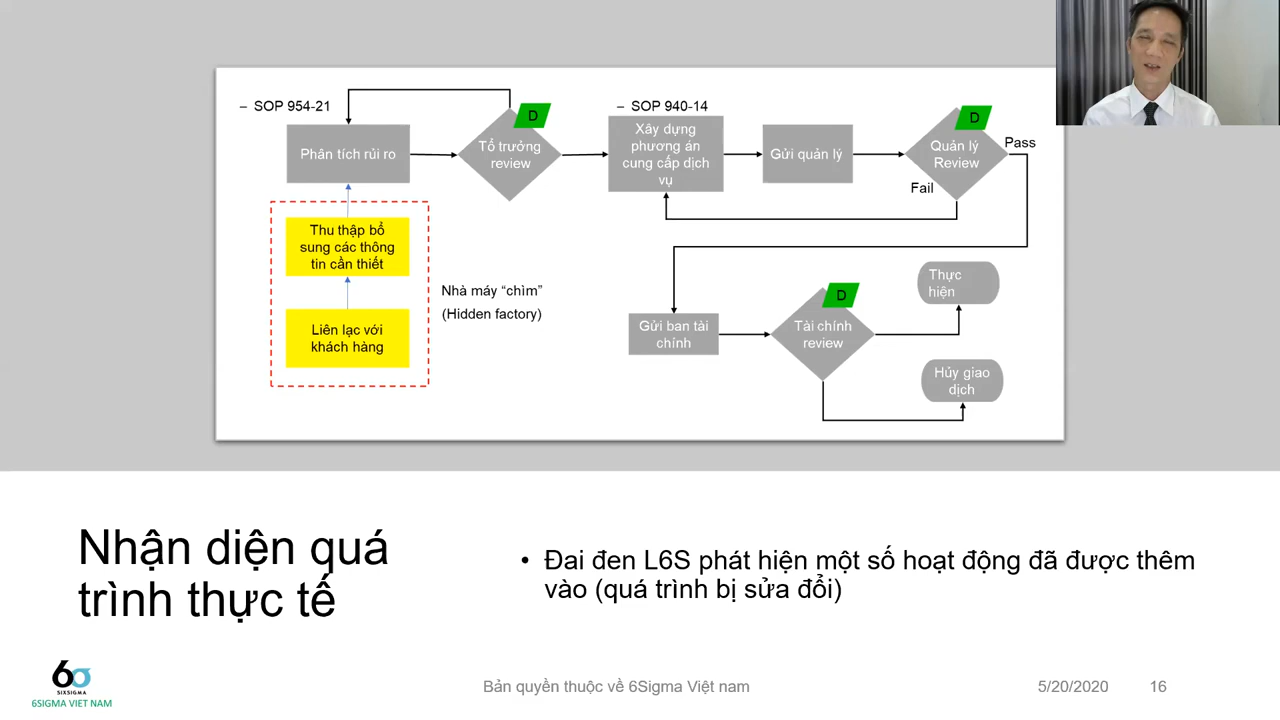 – SOP 954-21
Phân tích rủi ro
D
Tổ trưởng
review
– SOP 940-14
Xây dựng
phương án
cung cấp dịch
vụ
Gửi quản lý
D
Quản lý
Review
Pass
Fail
Thu thập bổ
sung các thông
tin cần thiết
Liên lạc với
khách hàng
Nhà máy “chìm”
(Hidden factory)
Gửi ban tài
chính
D
Tài chính
review
Thực
hiện
Hủy giao
dịch
Nhận diện quá
trình thực tế
• Đai đen L6S phát hiện một số hoạt động đã được thêm
vào (quá trình bị sửa đổi)
6σ
SIXSIGMA
6SIGMA VIET NAM
Bản quyền thuộc về 6Sigma Việt nam
5/20/2020
16